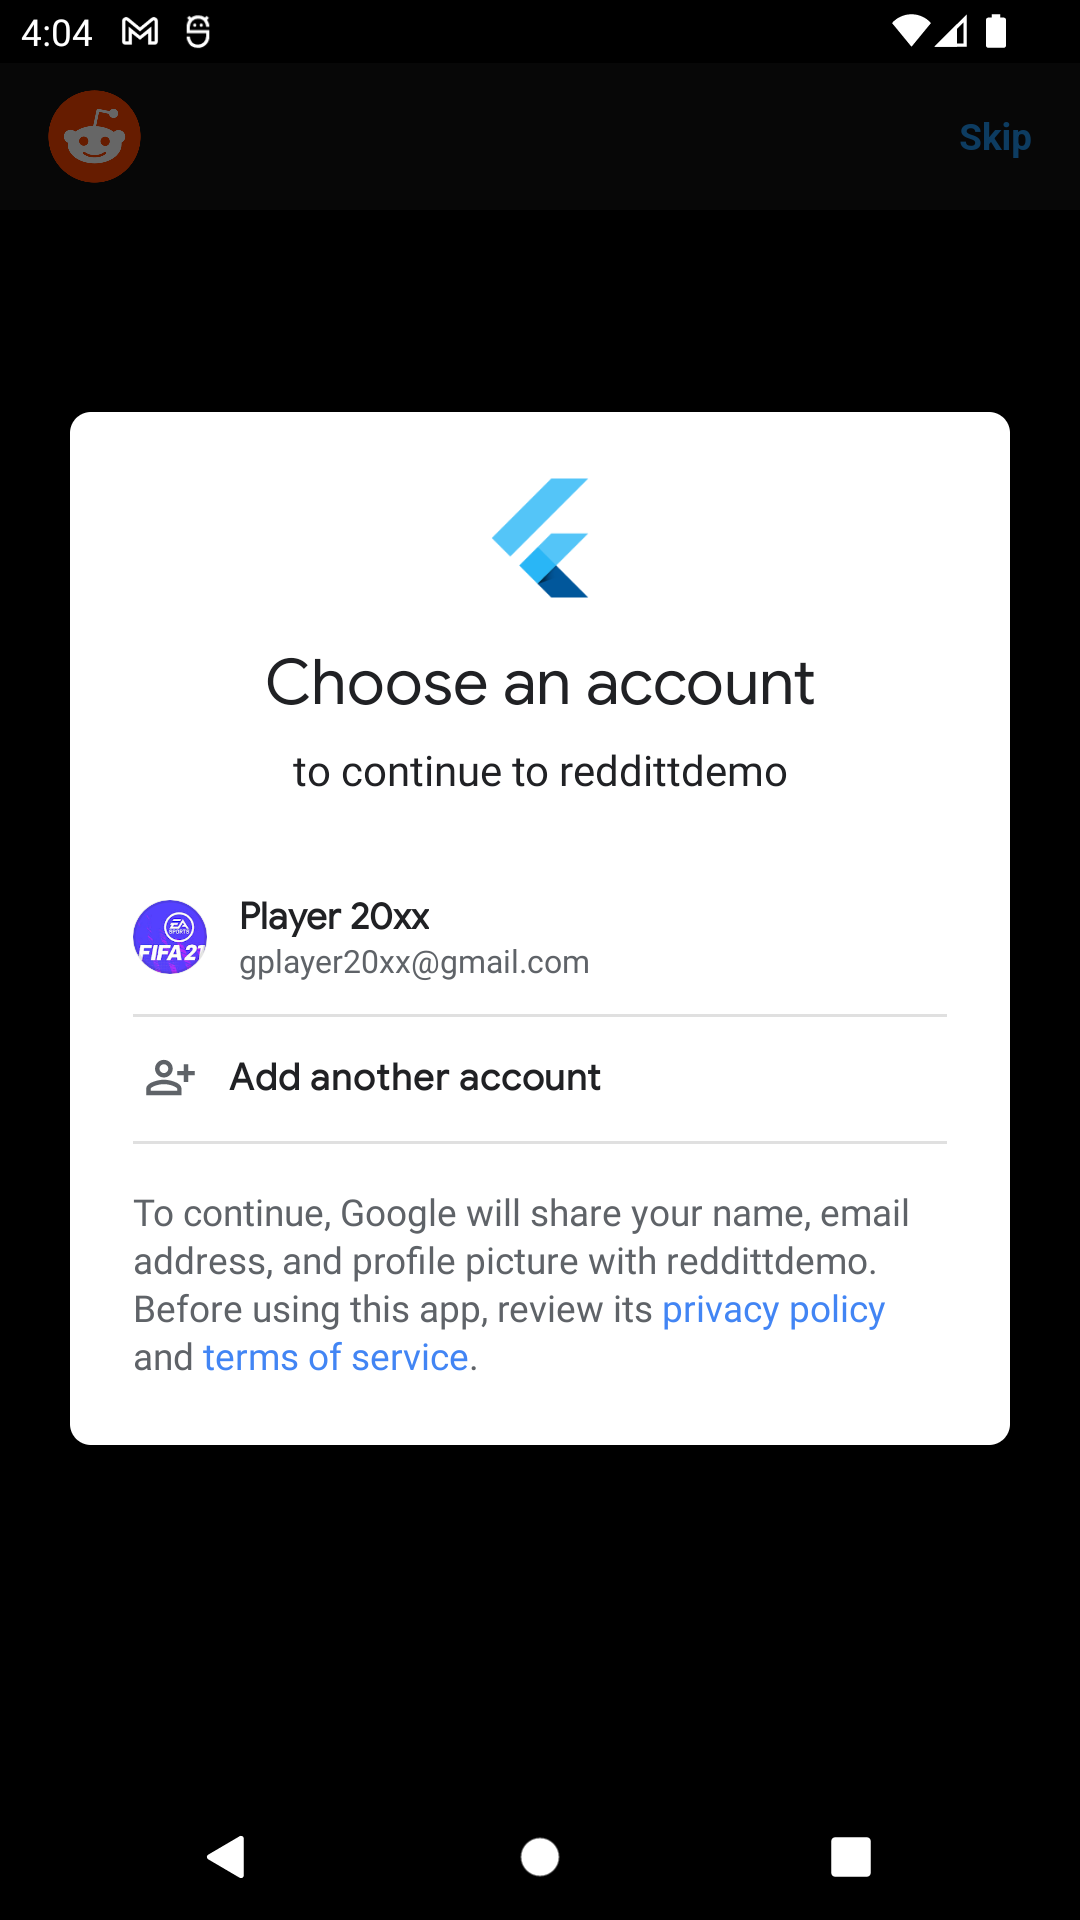 4:04
Skip
Choose an account
to continue to reddittdemo
EA
SPORTS
FIFA 21
Player 20xx
gplayer20xx@gmail.com
Add another account
To continue, Google will share your name, email
address, and profile picture with reddittdemo.
Before using this app, review its privacy policy
and terms of service.